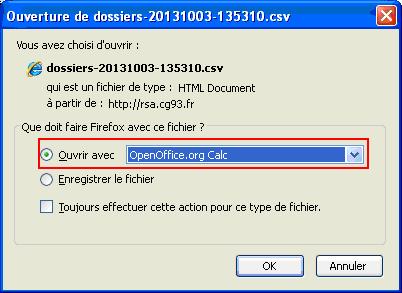 Ouverture de dossiers-20131003-135310.csv
Vous avez choisi d'ouvrir :
dossiers-20131003-135310.csv
qui est un fichier de type : HTML Document
à partir de : http://rsa.cg93.fr
Que doit faire Firefox avec ce fichier ?
Ouvrir avec OpenOffice.org Calc
Enregistrer le fichier
Toujours effectuer cette action pour ce type de fichier.
OK Annuler